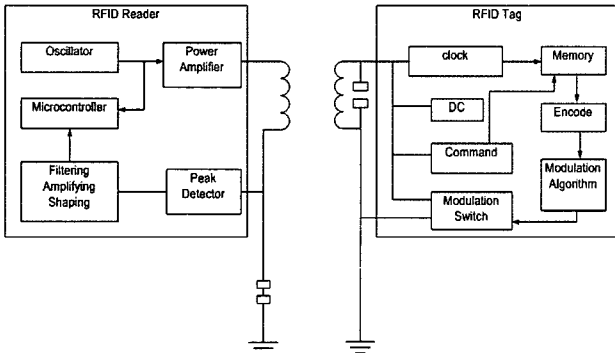 RFID Reader
Oscillator
Power
Amplifier
Microcontroller
Filtering
Amplifying
Shaping
Peak
Detector
RFID Tag
clock
Memory
DC
Encode
Command
Modulation
Algorithm
Modulation
Switch